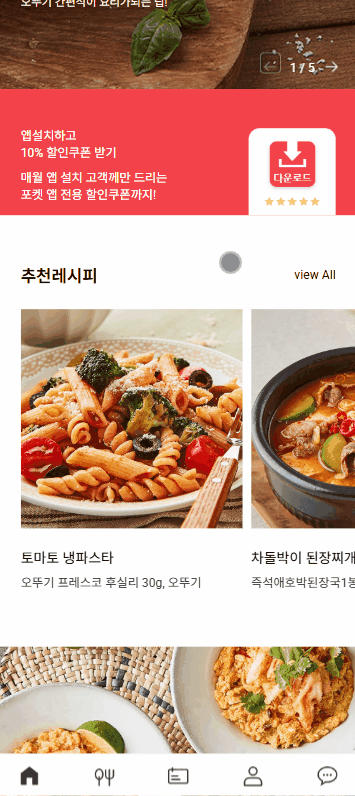 오뚜기 간편식이 요리가되는 팁!
1 / 5
앱설치하고
10% 할인쿠폰 받기
매월 앱 설치 고객께만 드리는
포켓 앱 전용 할인쿠폰까지!
다운로드
추천레시피
view All
토마토 냉파스타
차돌박이 된장찌개
오뚜기 프레스코 후실리 30g, 오뚜기
즉석애호박된장국1봉